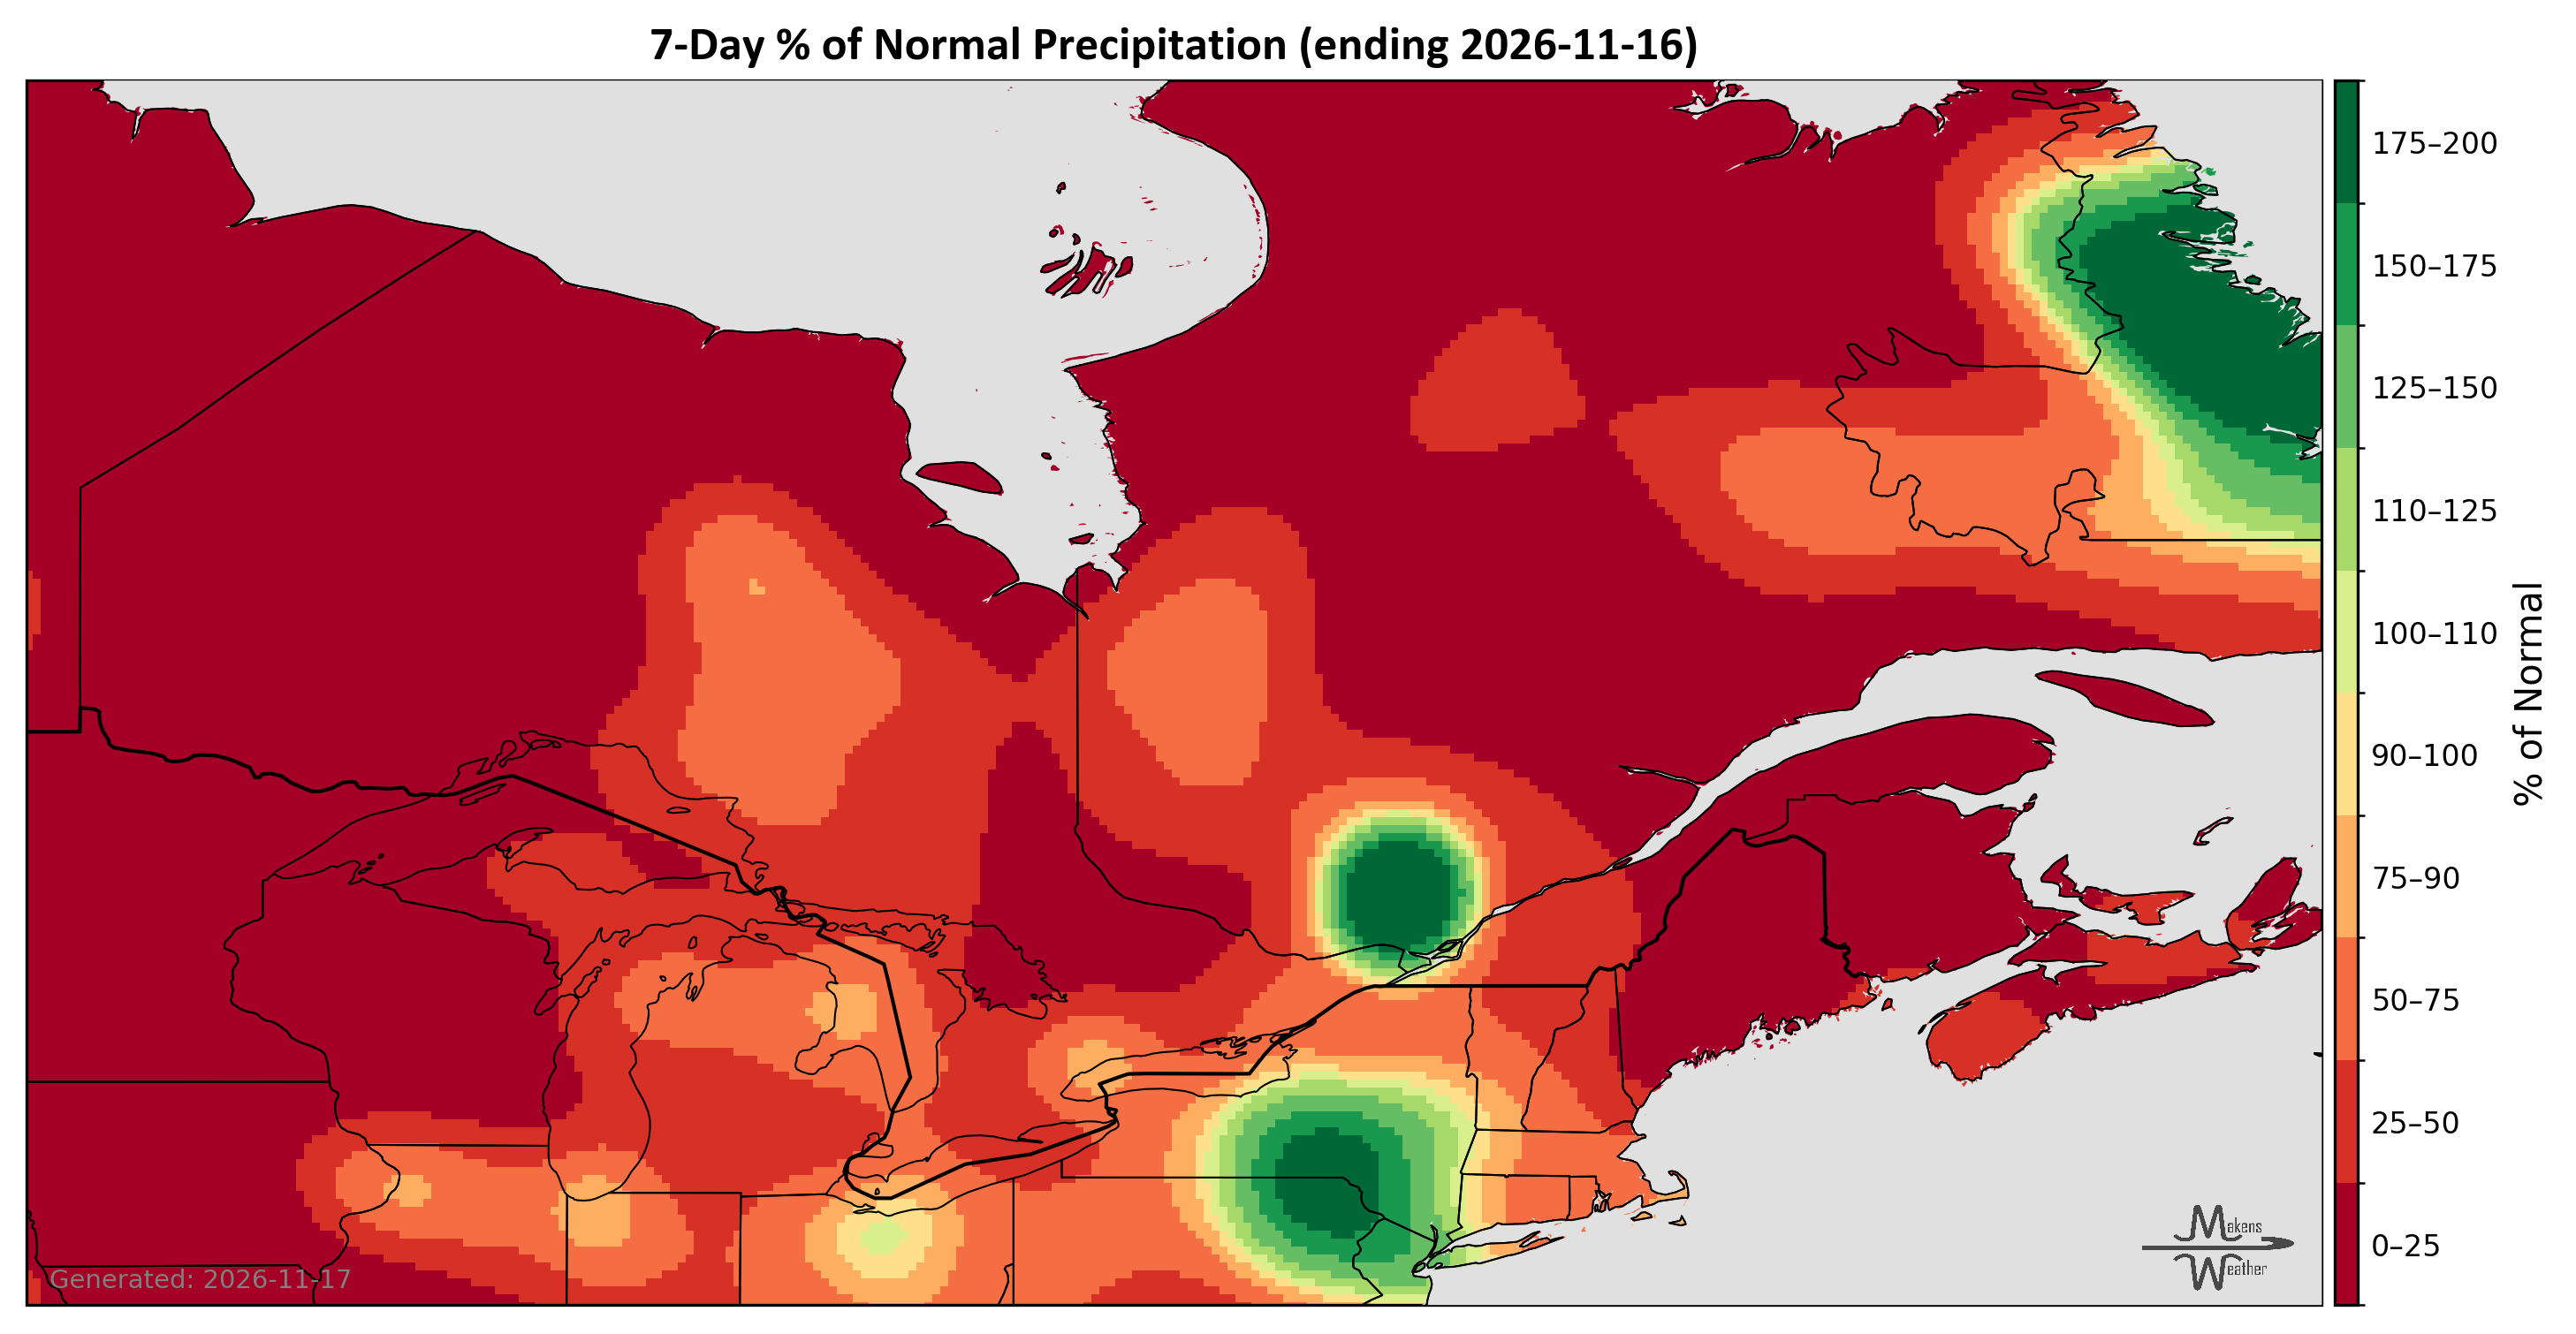 7-Day % of Normal Precipitation (ending 2026-11-16)
175–200
150–175
125–150
110–125
100–110
90–100
75–90
50–75
25–50
0–25
% of Normal
Makens
Weather
Generated: 2026-11-17